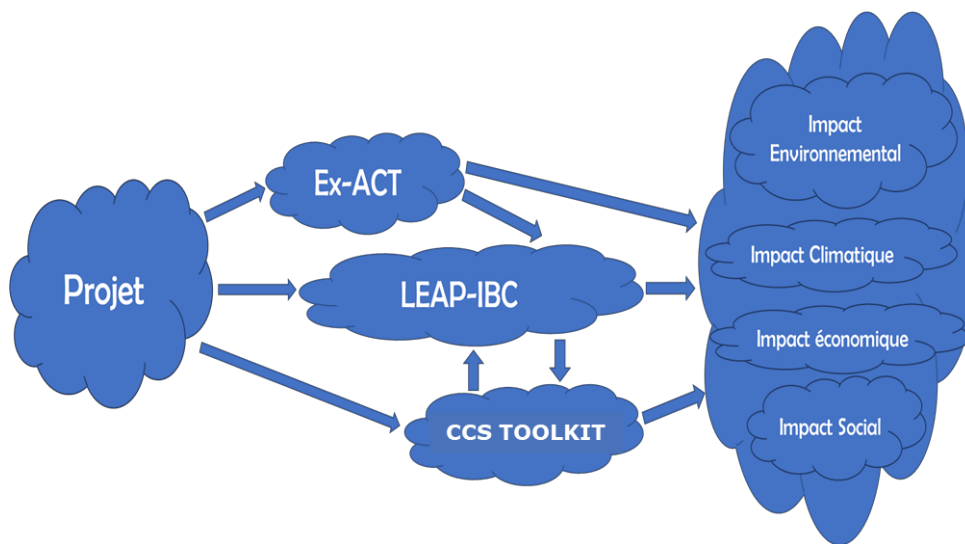 Projet
Ex-ACT
LEAP-IBC
CCS TOOLKIT
Impact
Environnemental
Impact Climatique
Impact économique
Impact Social